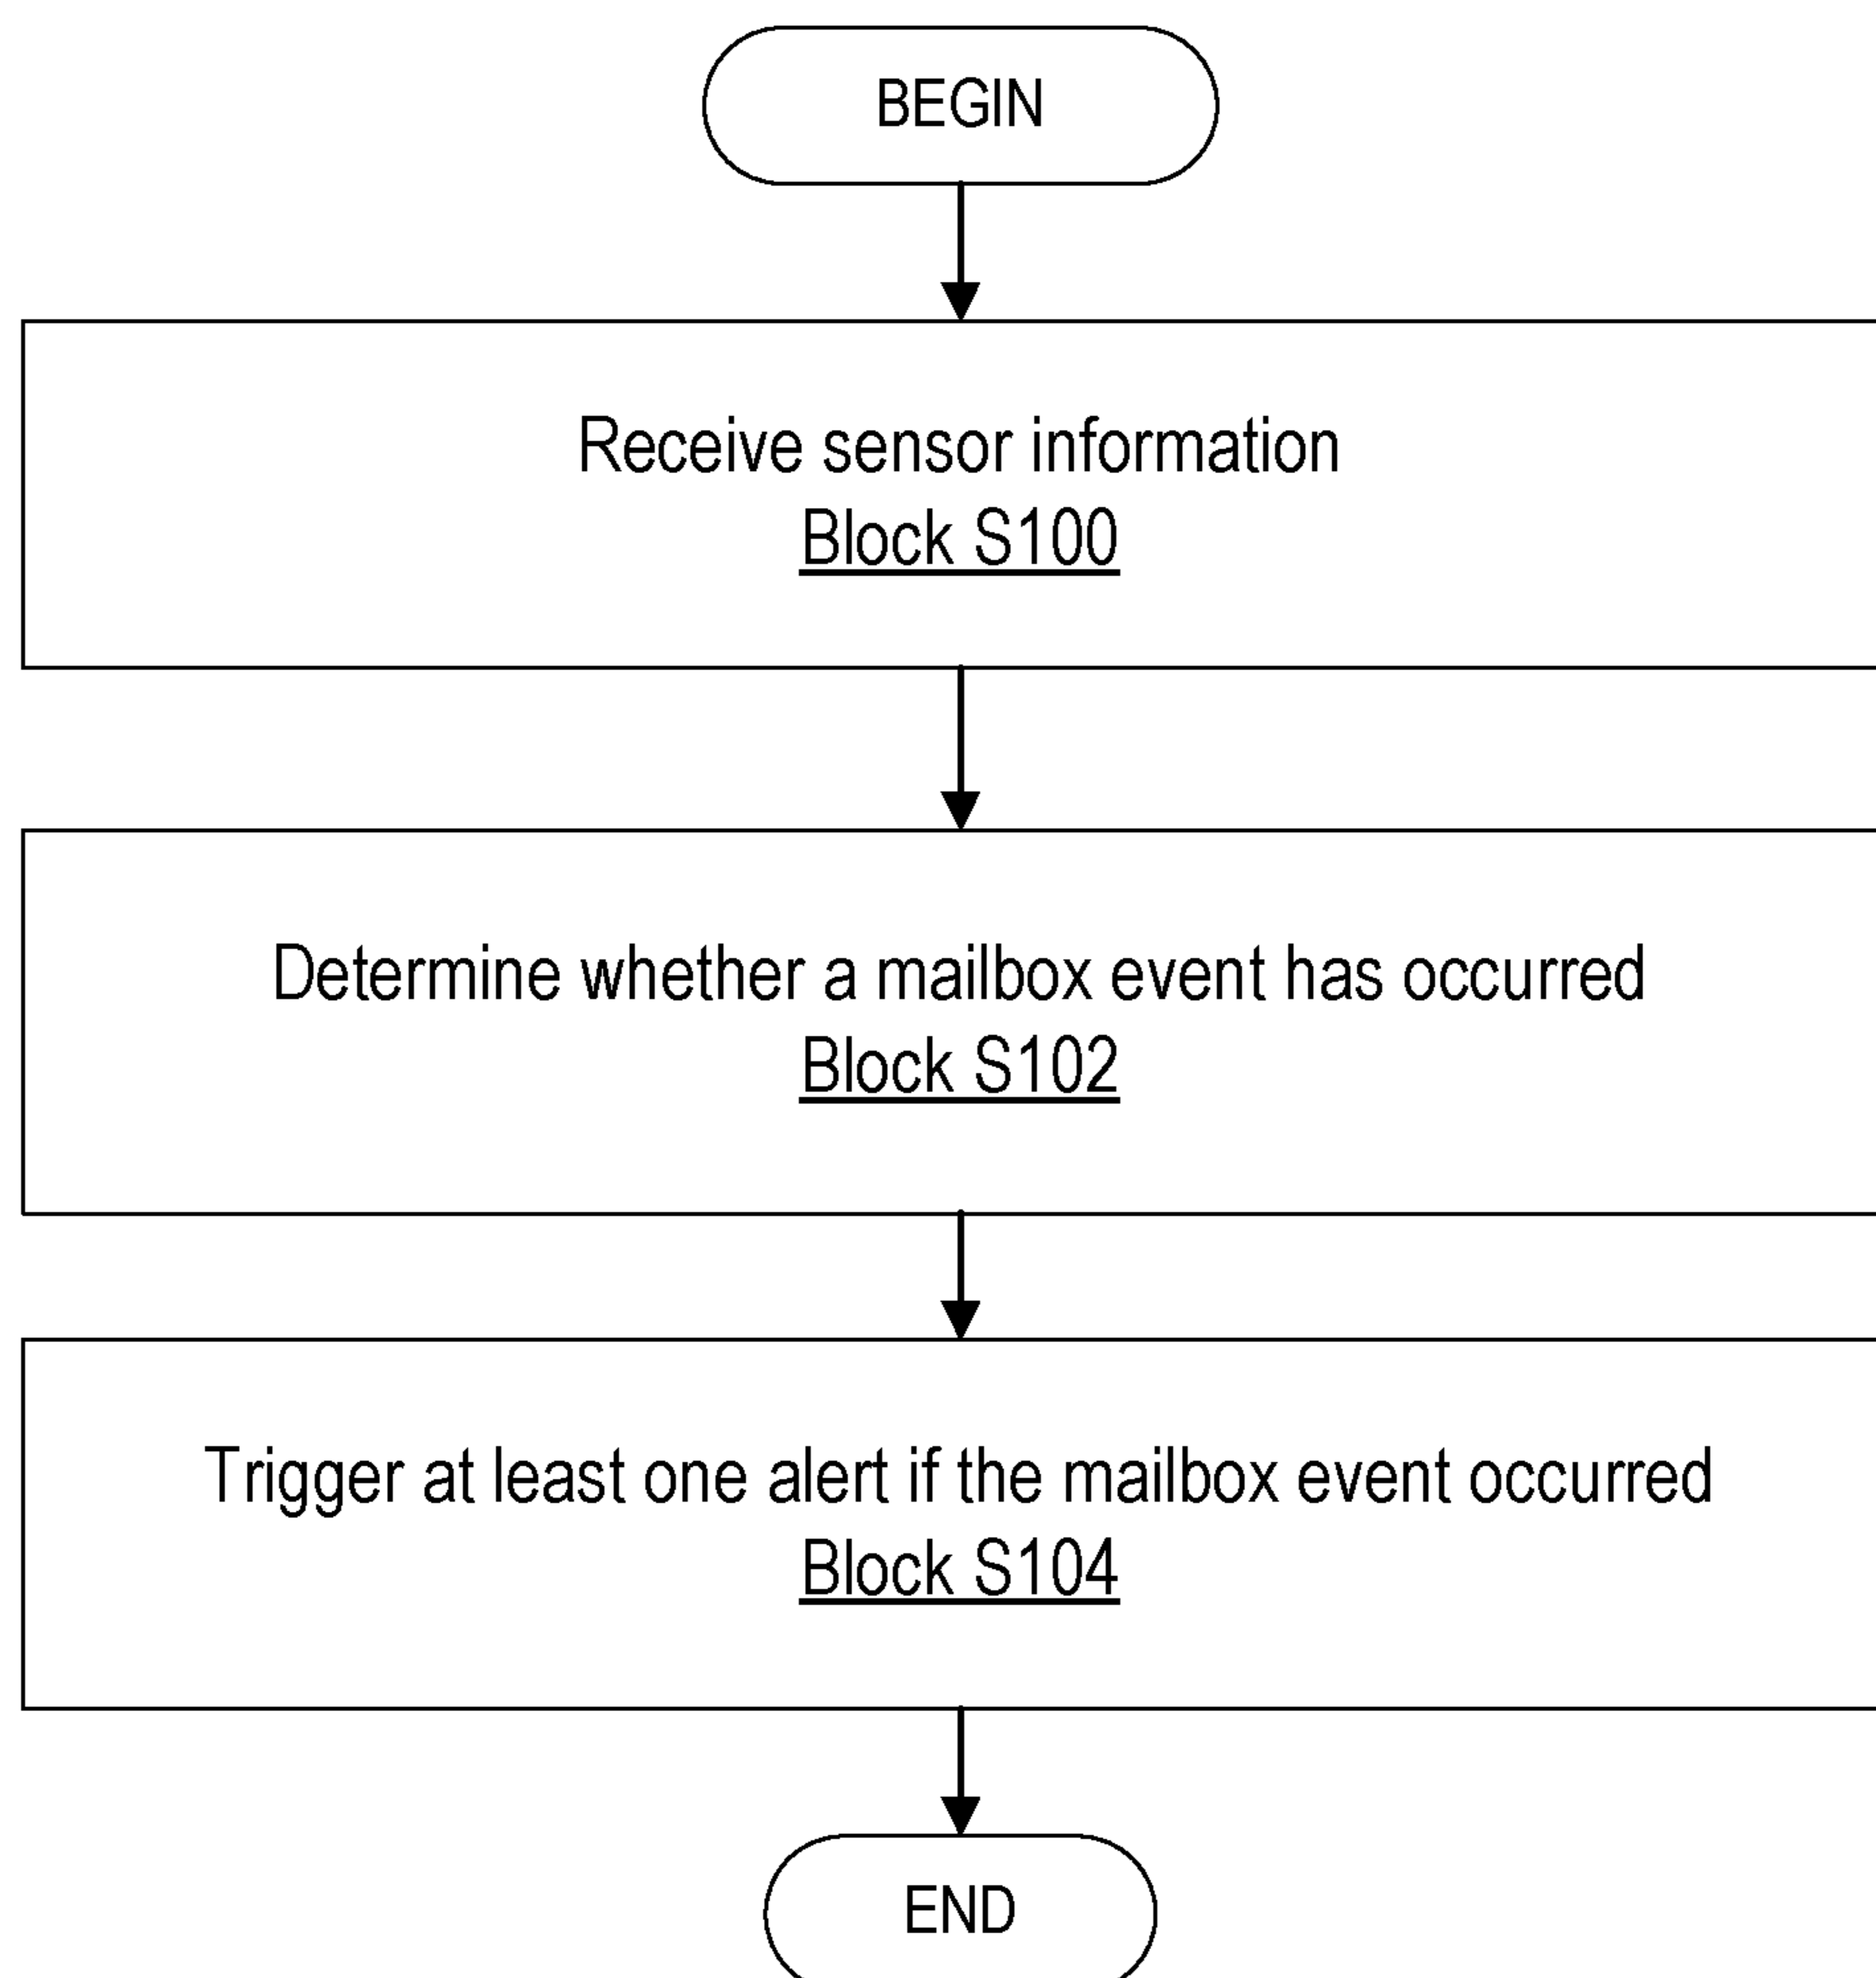 BEGIN
Receive sensor information
Block S100
Determine whether a mailbox event has occurred
Block S102
Trigger at least one alert if the mailbox event occurred
Block S104
END